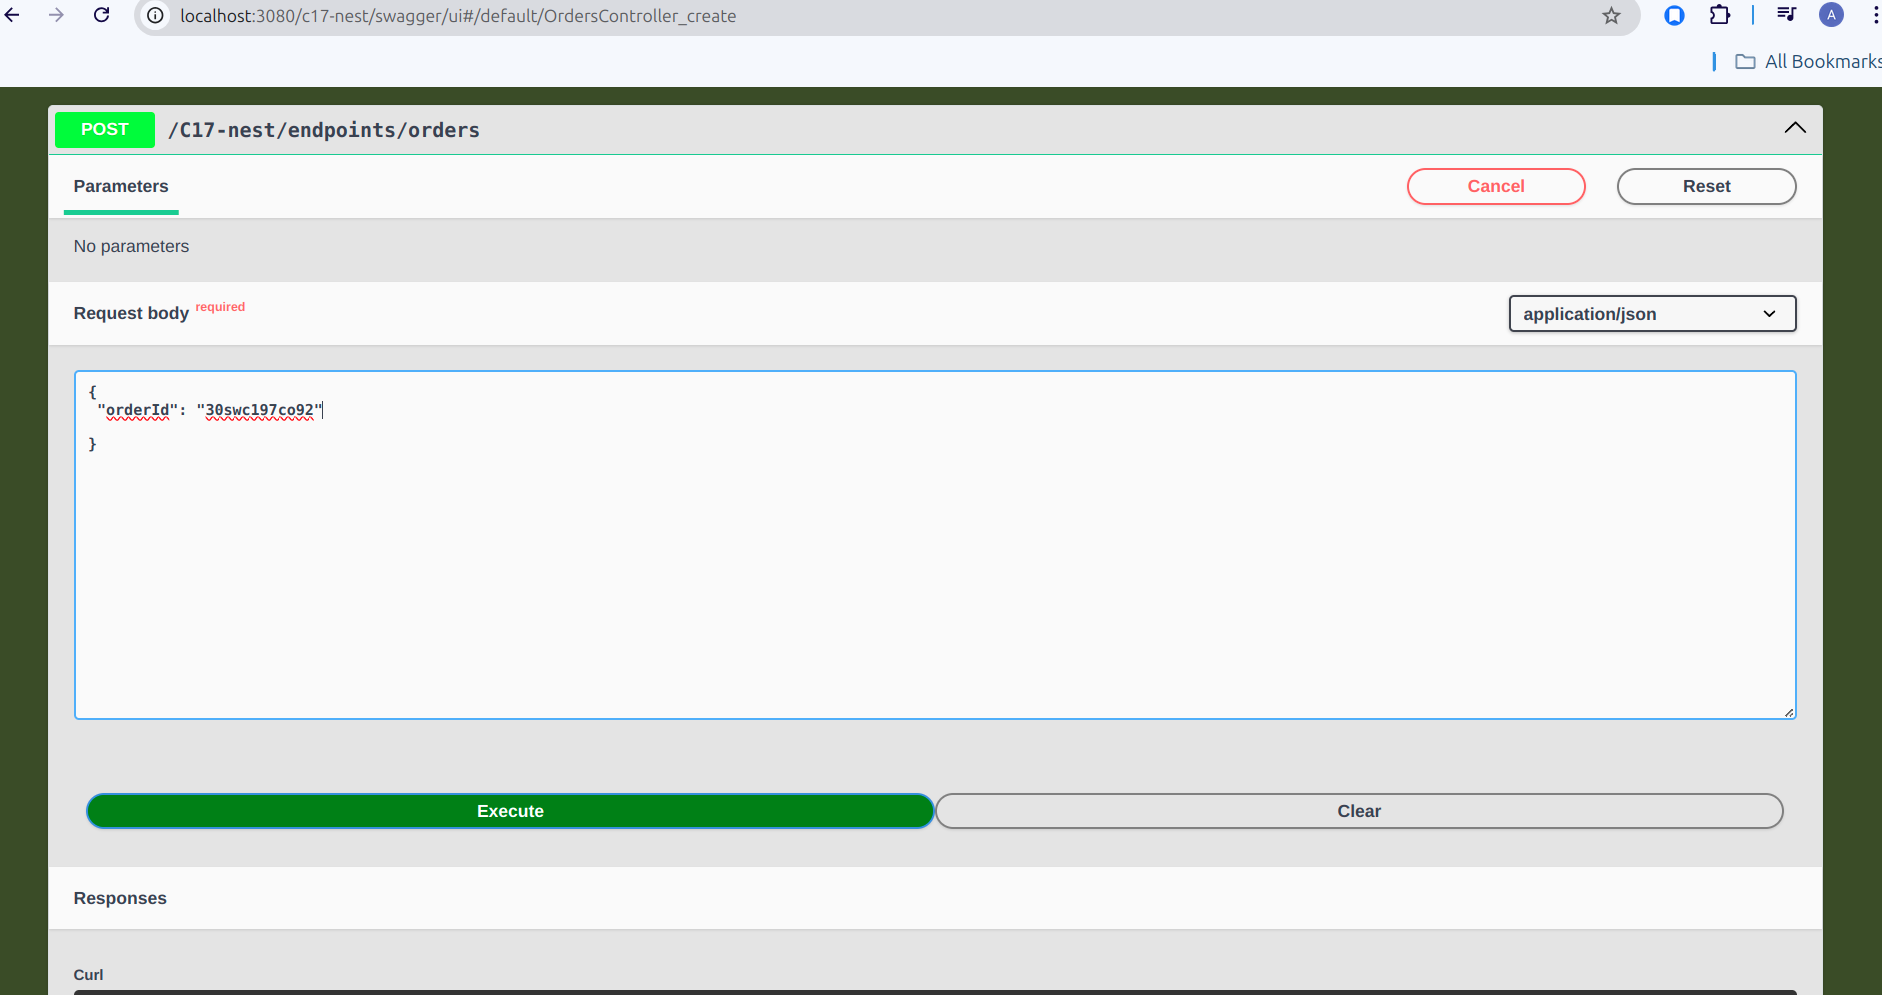 localhost:3080/c17-nest/swagger/ui#/default/OrdersController_create
A
All Bookmarks
POST /C17-nest/endpoints/orders
Parameters
Cancel
Reset
No parameters
Request body required
application/json
{
"orderId": "30swc197co92"
}
Execute
Clear
Responses
Curl